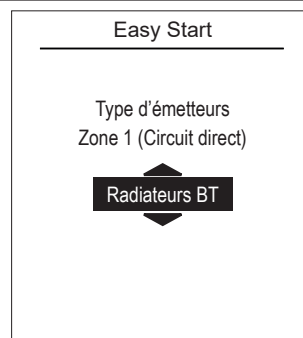 Easy Start
Type d'émetteurs
Zone 1 (Circuit direct)
Radiateurs BT